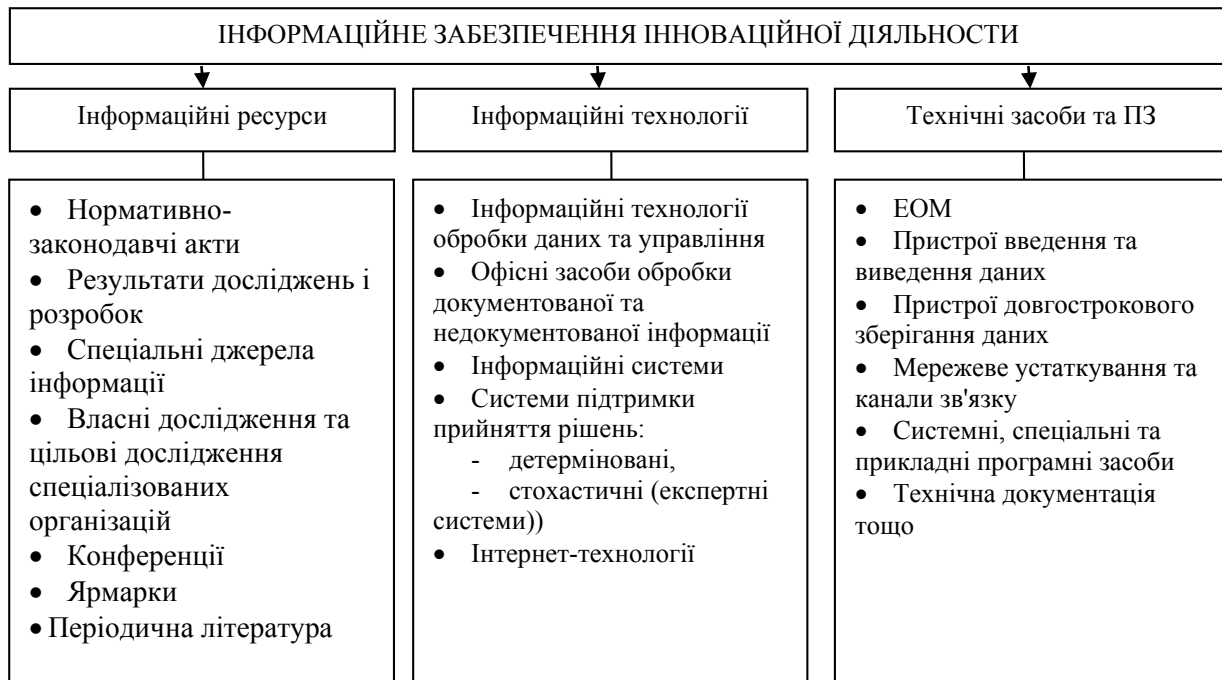 ІНФОРМАЦІЙНЕ ЗАБЕЗПЕЧЕННЯ ІННОВАЦІЙНОЇ ДІЯЛЬНОСТИ
Інформаційні ресурси
Інформаційні технології
Технічні засоби та ПЗ
• Нормативно-
законодавчі акти
• Результати досліджень і
розробок
• Спеціальні джерела
інформації
• Власні дослідження та
цільові дослідження
спеціалізованих
організацій
• Конференції
• Ярмарки
• Періодична література
• Інформаційні технології
обробки даних та управління
• Офісні засоби обробки
документованої та
недокументованої інформації
• Інформаційні системи
• Системи підтримки
прийняття рішень:
- детерміновані,
- стохастичні (експертні
системи))
• Інтернет-технології
• ЕОМ
• Пристрої введення та
виведення даних
• Пристрої довгострокового
зберігання даних
• Мережеве устаткування та
канали зв'язку
• Системні, спеціальні та
прикладні програмні засоби
• Технічна документація
тощо